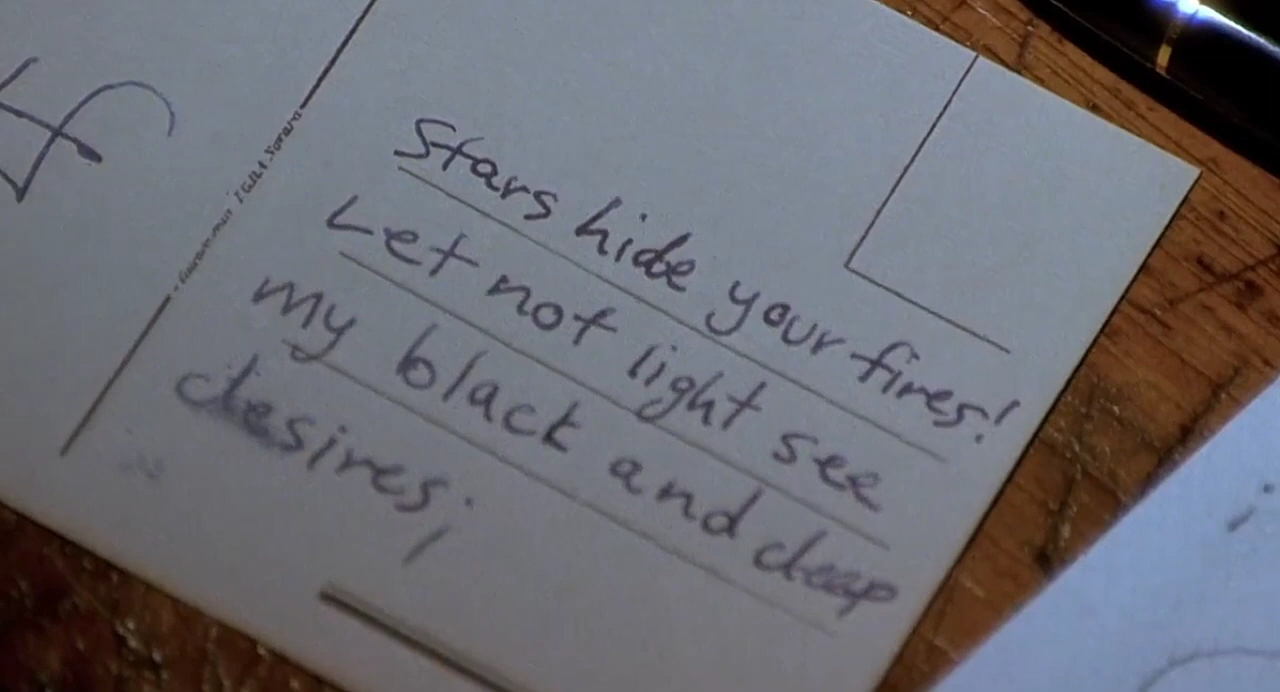 Stars hide your fires!
Let not light see
my black and deep
desires;